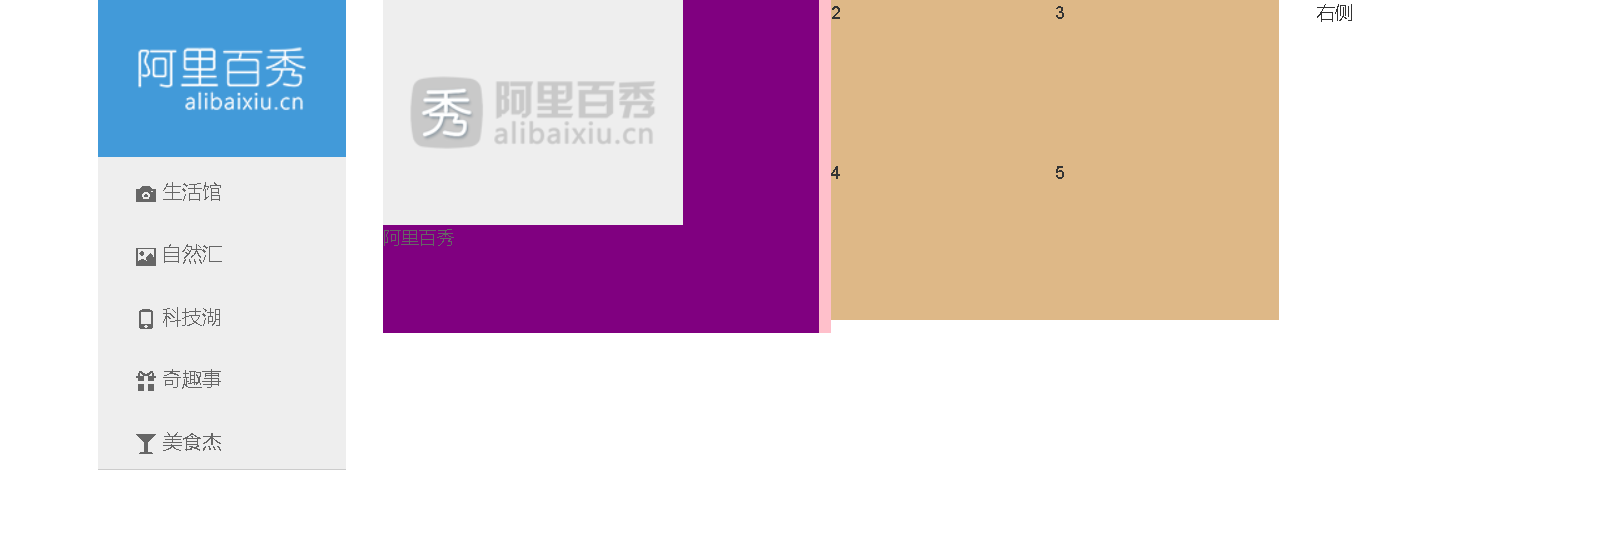 阿里百秀
alibaixiu.cn
生活馆
自然汇
科技湖
奇趣事
美食杰
秀 阿里百秀
alibaixiu.cn
阿里百秀
2
3
4
5
右侧